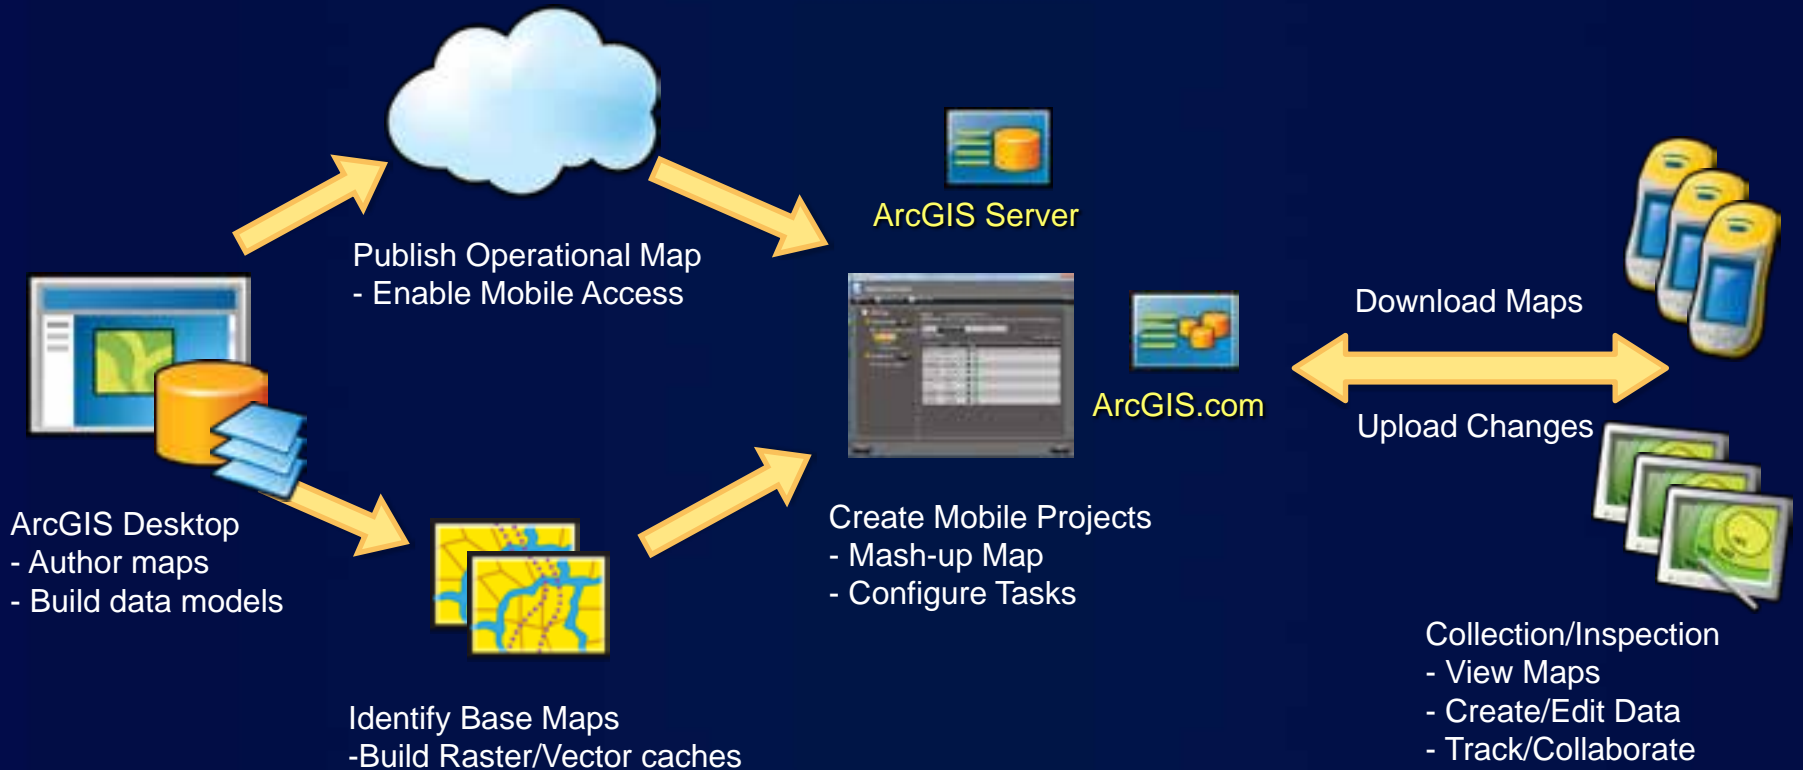 ArcGIS Server
Publish Operational Map
- Enable Mobile Access
Download Maps
ArcGIS.com
Upload Changes
ArcGIS Desktop
- Author maps
- Build data models
Create Mobile Projects
- Mash-up Map
- Configure Tasks
Identify Base Maps
-Build Raster/Vector caches
Collection/Inspection
- View Maps
- Create/Edit Data
- Track/Collaborate